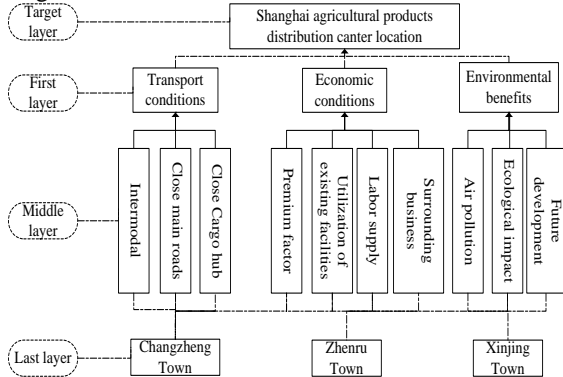 Target
layer
Shanghai agricultural products
distribution canter location
First
layer
Transport
conditions
Economic
conditions
Environmental
benefits
Middle
layer
Intermodal
Close main roads
Close Cargo hub
Premium factor
Utilization of
existing facilities
Labor supply
Surrounding
business
Air pollution
Ecological impact
Future
development
Last layer
Changzheng
Town
Zhenru
Town
Xinjing
Town